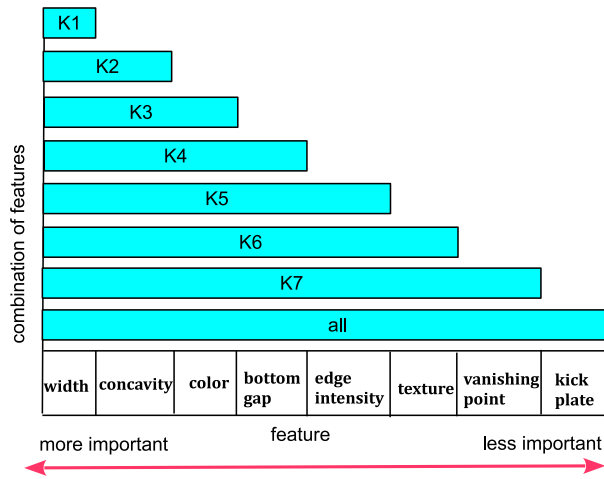 K1
K2
K3
K4
K5
K6
K7
all
combination of features
width
concavity
color
bottom
gap
edge
intensity
texture
vanishing
point
kick
plate
more important
feature
less important